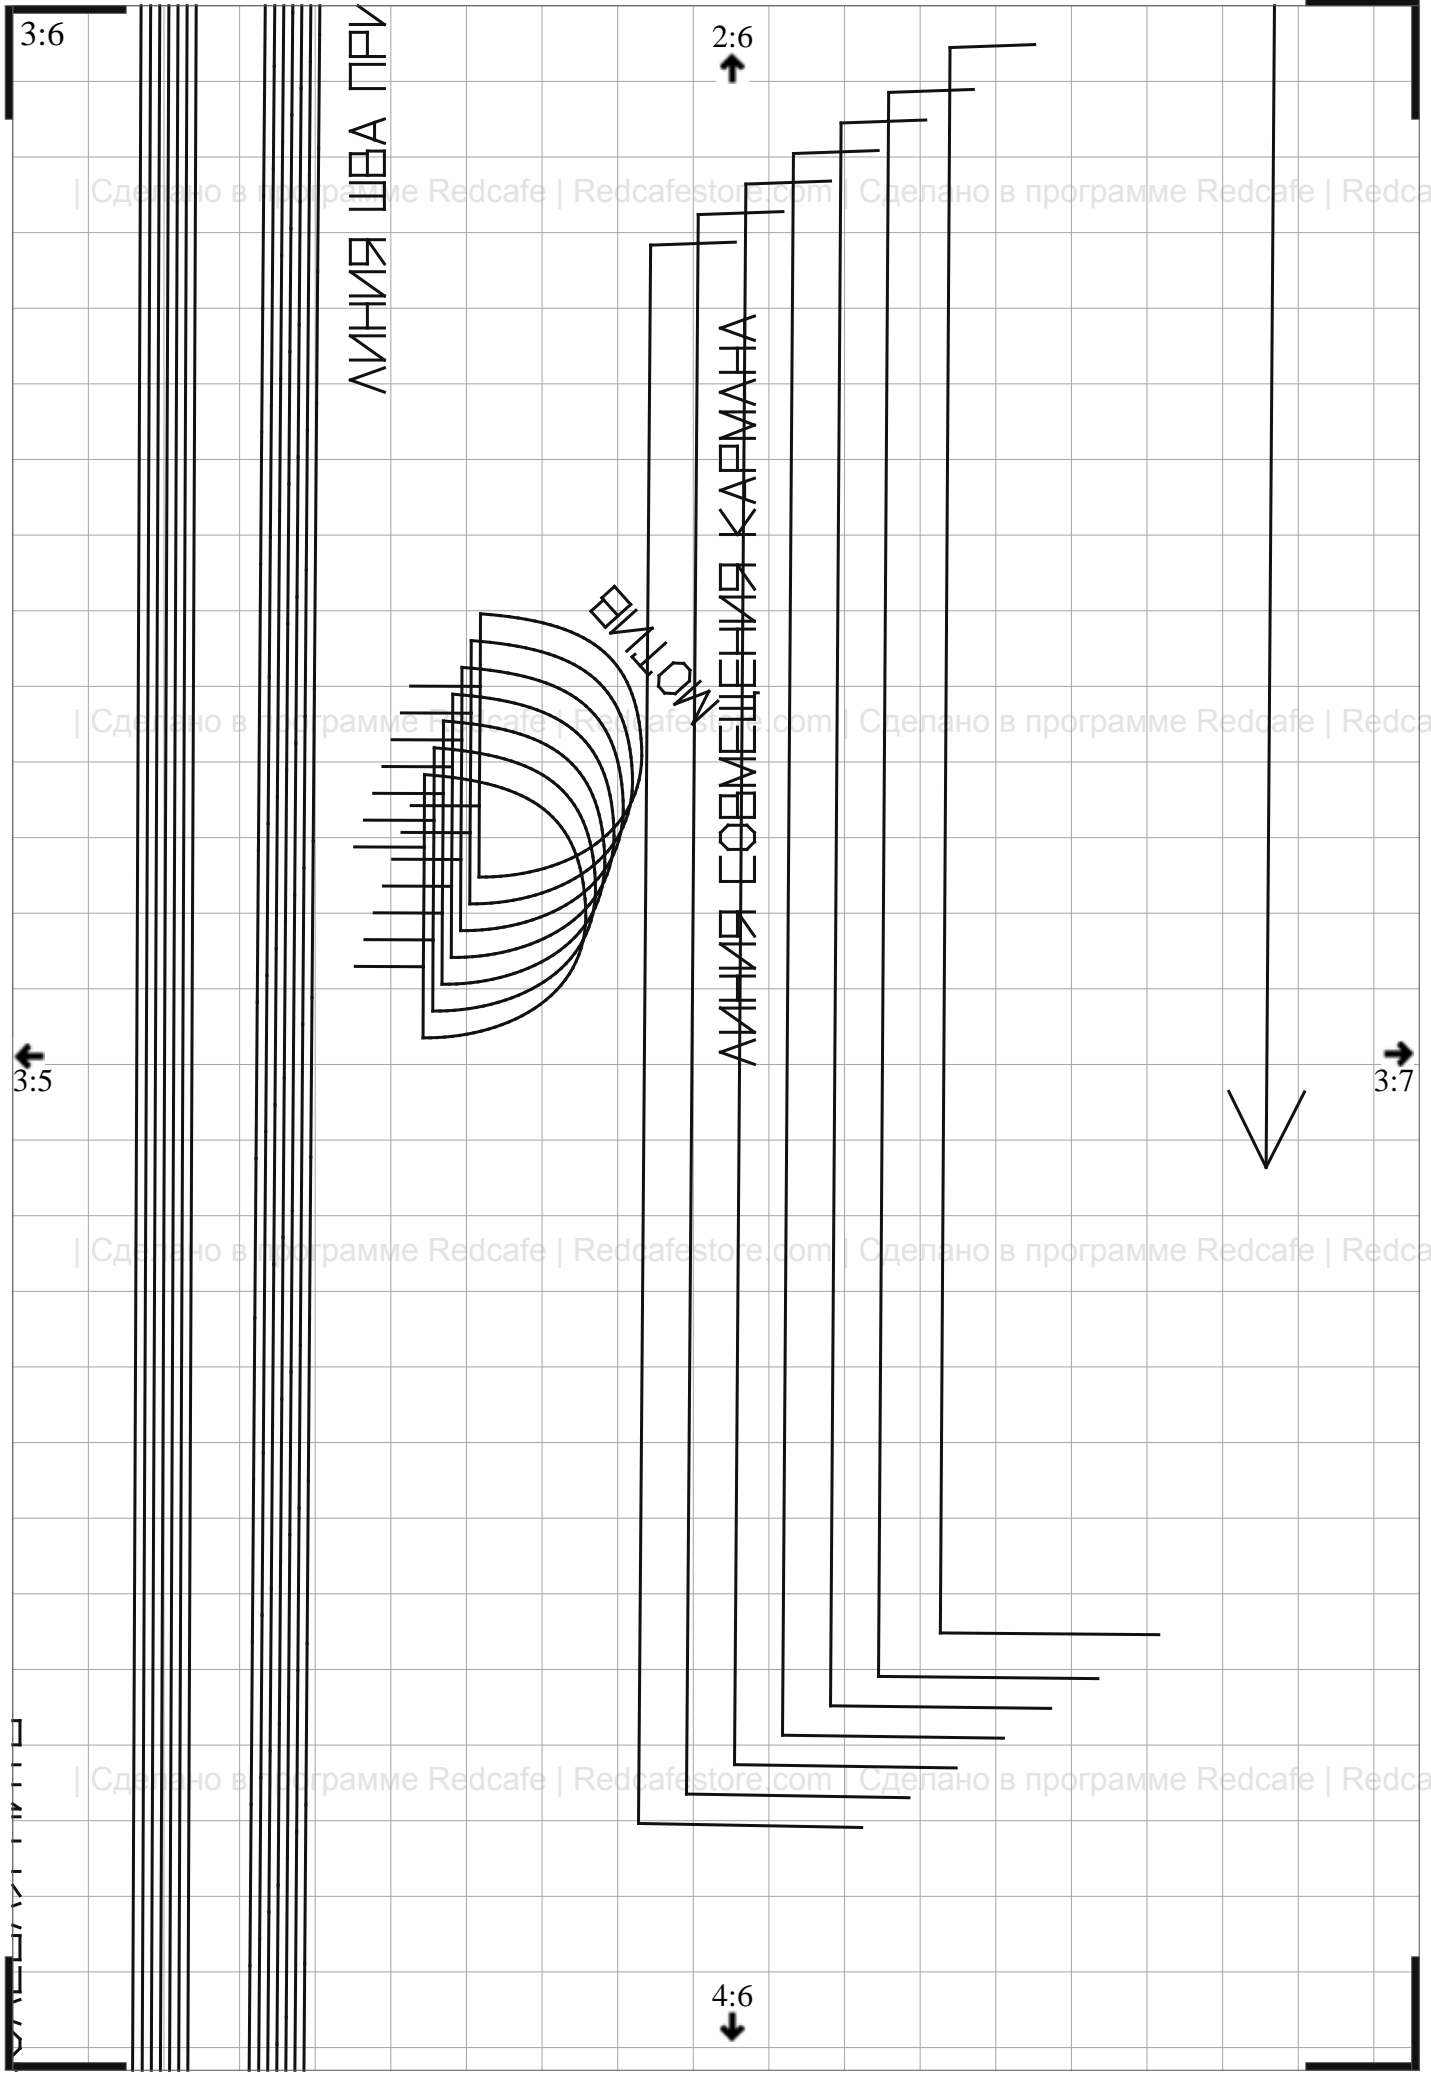 3:6
2:6
ЛИНИЯ ШВА ПРИ
| Сделано в программе Redcafe | Redcafestore.com | Сделано в программе Redcafe | Redca
ЛИНИЯ СОВМЕЩЕНИЯ КАРМАНА
МОТИВ
| Сделано в программе Redcafe | Redcafestore.com | Сделано в программе Redcafe | Redca
3:5
3:7
| Сделано в программе Redcafe | Redcafestore.com | Сделано в программе Redcafe | Redca
| Сделано в программе Redcafe | Redcafestore.com | Сделано в программе Redcafe | Redca
4:6